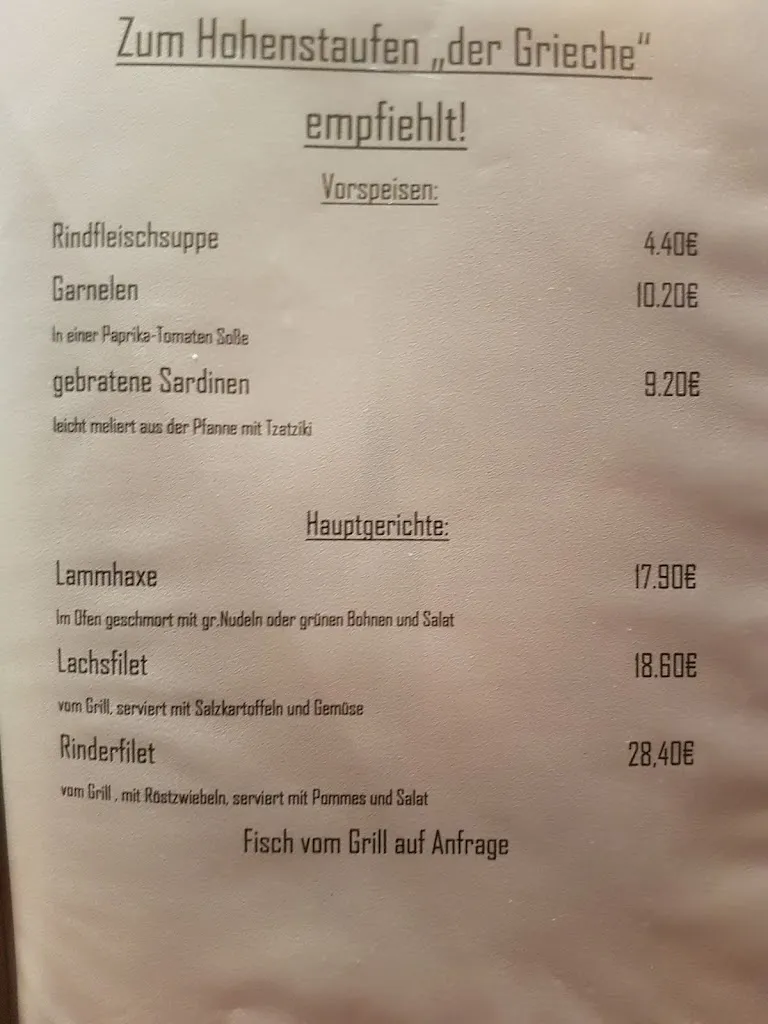 Zum Hohenstaufen „der Grieche“
empfiehlt!
Vorspeisen:
Rindfleischsuppe 4.40€
Garnelen 10.20€
In einer Paprika-Tomaten Soße
gebratene Sardinen 9.20€
leicht meliert aus der Pfanne mit Tzatziki
Hauptgerichte:
Lammhaxe 17.90€
Im Ofen geschmort mit gr.Nudeln oder grünen Bohnen und Salat
Lachsfilet 18.60€
vom Grill, serviert mit Salzkartoffeln und Gemüse
Rinderfilet 28,40€
vom Grill , mit Röstzwiebeln, serviert mit Pommes und Salat
Fisch vom Grill auf Anfrage